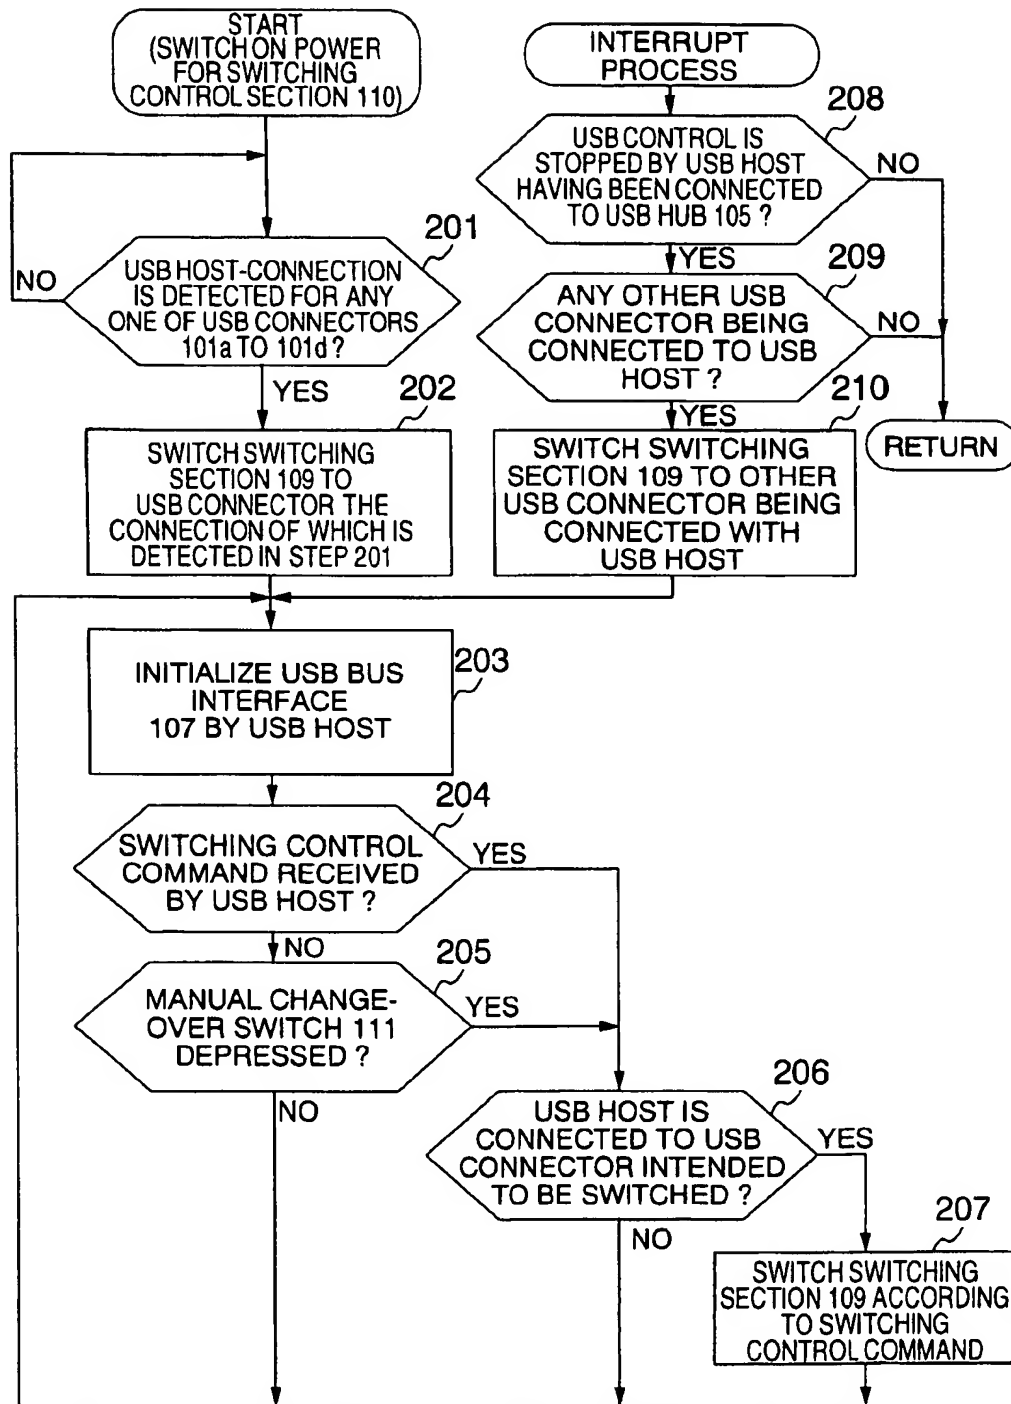 START
(SWITCH ON POWER
FOR SWITCHING
CONTROL SECTION 110)
201
USB HOST-CONNECTION
IS DETECTED FOR ANY
ONE OF USB CONNECTORS
101a TO 101d ?
NO
YES
202
SWITCH SWITCHING
SECTION 109 TO
USB CONNECTOR THE
CONNECTION OF WHICH IS
DETECTED IN STEP 201
INTERRUPT
PROCESS
208
USB CONTROL IS
STOPPED BY USB HOST
HAVING BEEN CONNECTED
TO USB HUB 105 ?
NO
YES
209
ANY OTHER USB
CONNECTOR BEING
CONNECTED TO USB
HOST ?
NO
YES
210
SWITCH SWITCHING
SECTION 109 TO OTHER
USB CONNECTOR BEING
CONNECTED WITH
USB HOST
RETURN
203
INITIALIZE USB BUS
INTERFACE
107 BY USB HOST
204
SWITCHING CONTROL
COMMAND RECEIVED
BY USB HOST ?
YES
NO
205
MANUAL CHANGE-
OVER SWITCH 111
DEPRESSED ?
YES
NO
206
USB HOST IS
CONNECTED TO USB
CONNECTOR INTENDED
TO BE SWITCHED ?
YES
NO
207
SWITCH SWITCHING
SECTION 109 ACCORDING
TO SWITCHING
CONTROL COMMAND